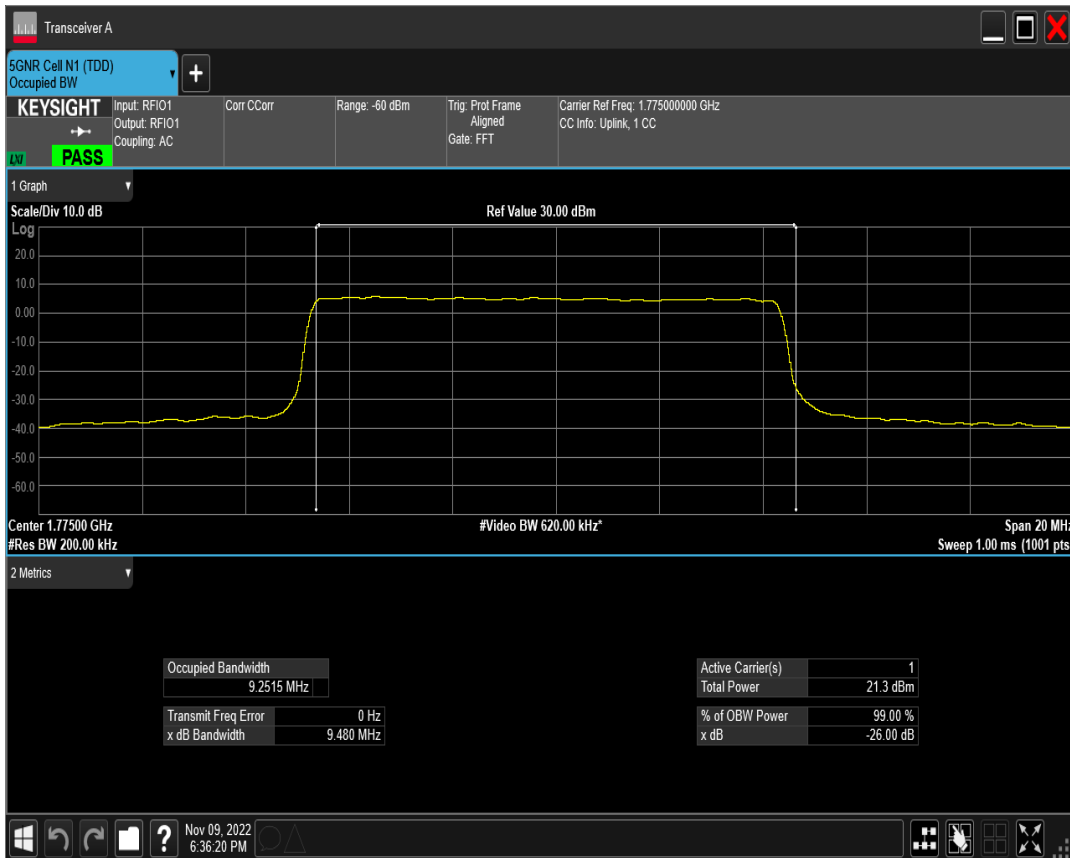 Transceiver A
5GNR Cell N1 (TDD)
Occupied BW
+
KEYSIGHT
LXI
PASS
Input: RFIO1
Output: RFIO1
Coupling: AC
Corr CCorr
Range: -60 dBm
Trig: Prot Frame
Aligned
Gate: FFT
Carrier Ref Freq: 1.775000000 GHz
CC Info: Uplink, 1 CC
1 Graph
Scale/Div 10.0 dB
Ref Value 30.00 dBm
Log
20.0
10.0
0.00
-10.0
-20.0
-30.0
-40.0
-50.0
-60.0
Center 1.77500 GHz
#Video BW 620.00 kHz*
Span 20 MHz
#Res BW 200.00 kHz
Sweep 1.00 ms (1001 pts
2 Metrics
Occupied Bandwidth
9.2515 MHz
Transmit Freq Error 0 Hz
x dB Bandwidth 9.480 MHz
Active Carrier(s) 1
Total Power 21.3 dBm
% of OBW Power 99.00 %
x dB -26.00 dB
?
Nov 09, 2022
6:36:20 PM